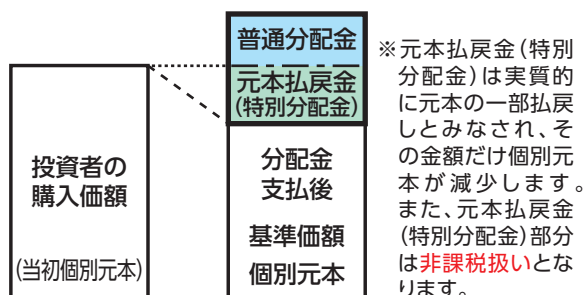 普通分配金
元本払戻金
(特別分配金)
投資者の
購入価額
(当初個別元本)
分配金
支払後
基準価額
個別元本
※元本払戻金(特別
分配金)は実質的
に元本の一部払戻
しとみなされ、そ
の金額だけ個別元
本が減少します。
また、元本払戻金
(特別分配金)部分
は非課税扱いとな
ります。